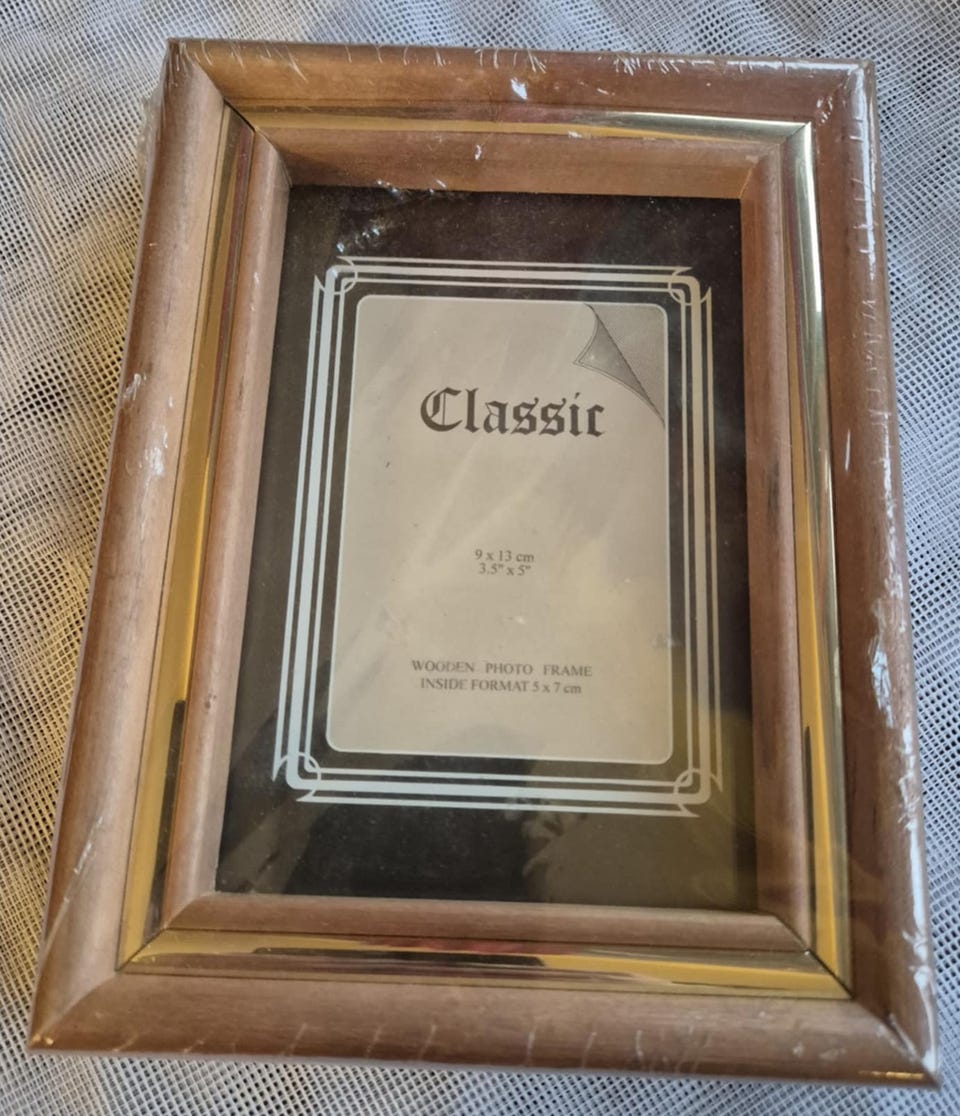 Classic
9 x 13 cm
3.5" x 5"
WOODEN PHOTO FRAME
INSIDE FORMAT 5 x 7 cm